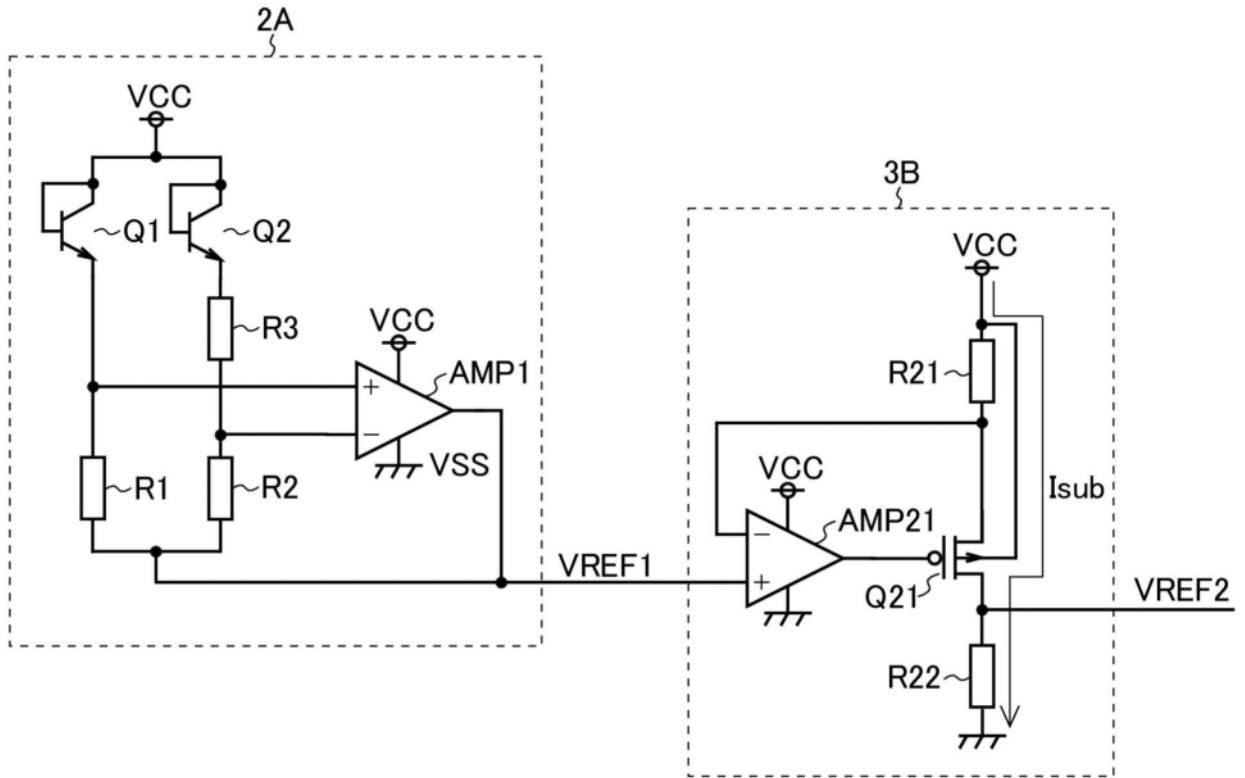 2A
VCC
Q1
Q2
R3
VCC
+
AMP1
−
VSS
R1
R2
VREF1
3B
VCC
R21
VCC
Isub
AMP21
−
+
Q21
VREF2
R22